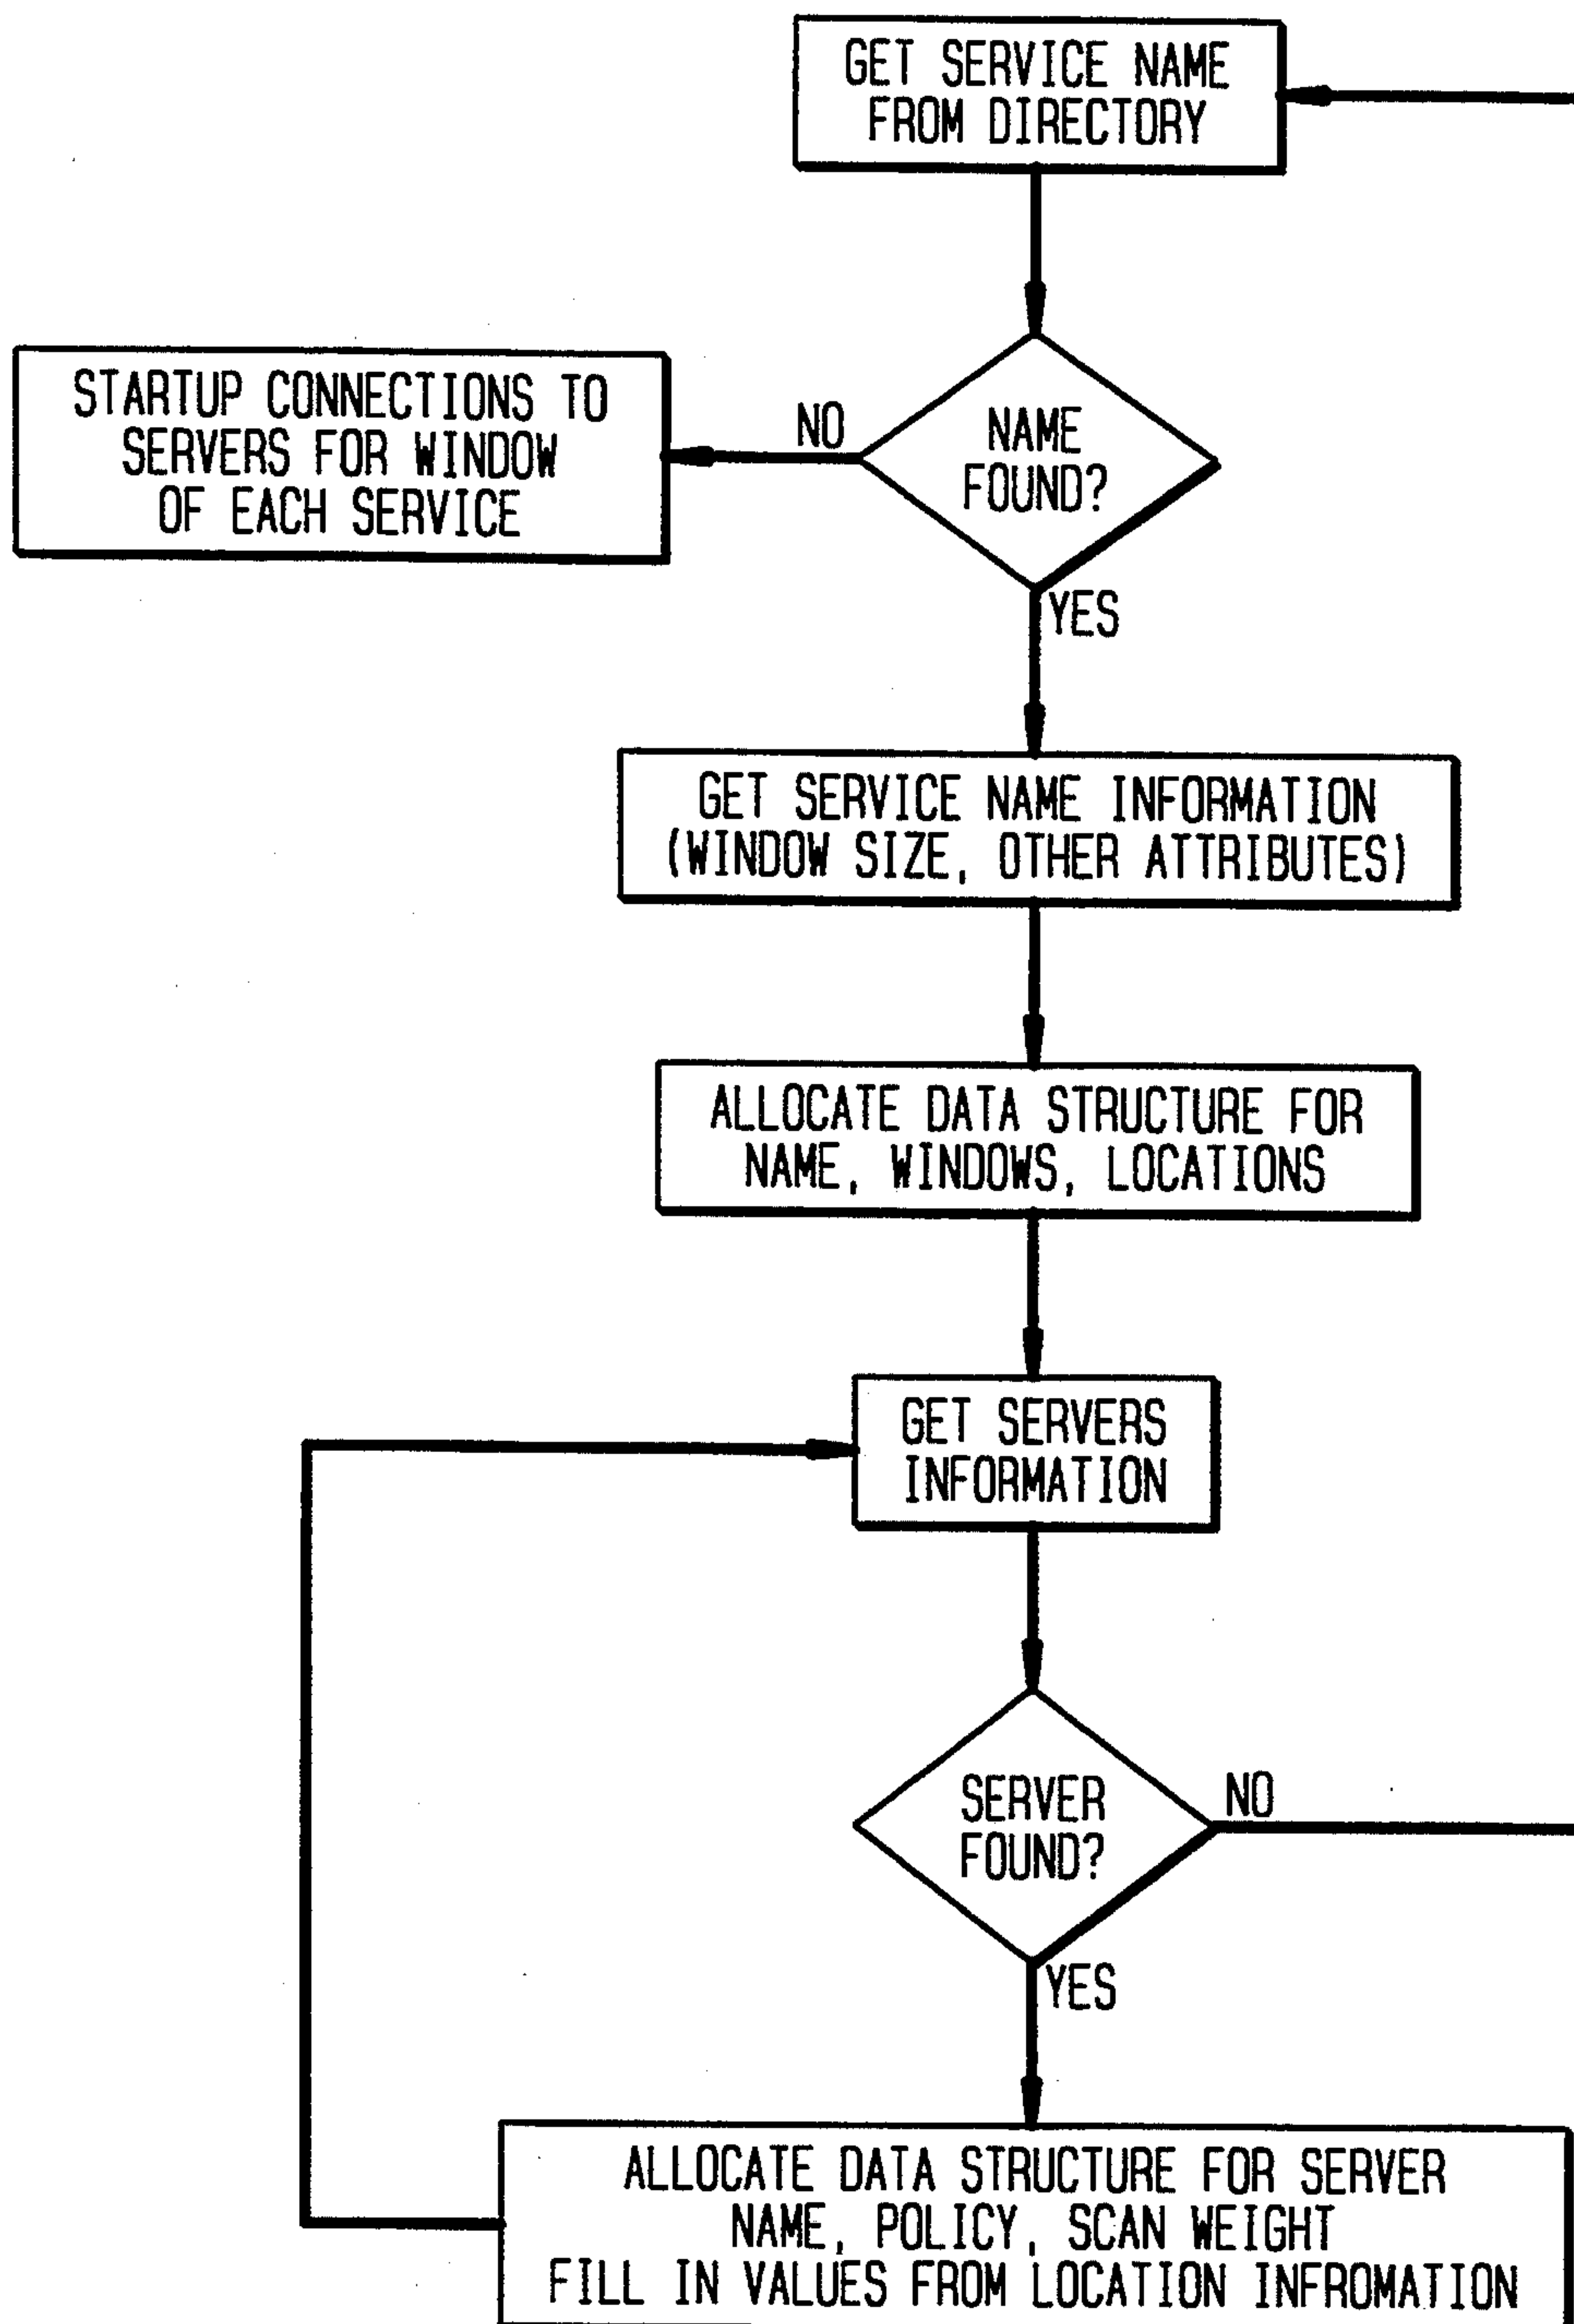 GET SERVICE NAME
FROM DIRECTORY
STARTUP CONNECTIONS TO
SERVERS FOR WINDOW
OF EACH SERVICE
NO
NAME
FOUND?
YES
GET SERVICE NAME INFORMATION
(WINDOW SIZE, OTHER ATTRIBUTES)
ALLOCATE DATA STRUCTURE FOR
NAME, WINDOWS, LOCATIONS
GET SERVERS
INFORMATION
SERVER
FOUND?
NO
YES
ALLOCATE DATA STRUCTURE FOR SERVER
NAME, POLICY, SCAN WEIGHT
FILL IN VALUES FROM LOCATION INFROMATION